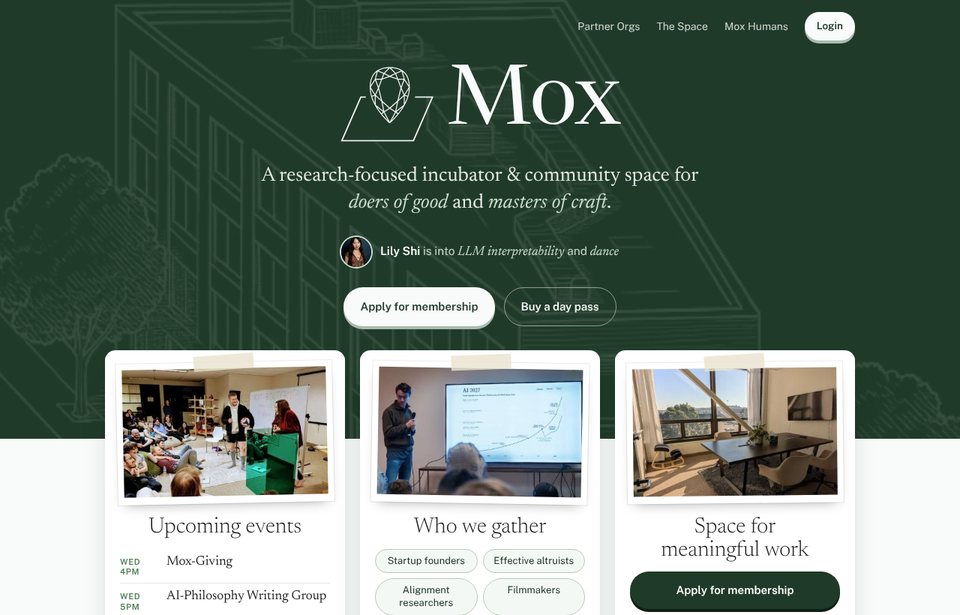 Partner Orgs The Space Mox Humans Login
Mox
A research-focused incubator & community space for
doers of good and masters of craft.
Lily Shi is into LLM interpretability and dance
Apply for membership Buy a day pass
AI 2027
Upcoming events
WED
4PM
Mox-Giving
WED
5PM
AI-Philosophy Writing Group
Who we gather
Startup founders Effective altruists
Alignment
researchers
Filmmakers
Space for
meaningful work
Apply for membership